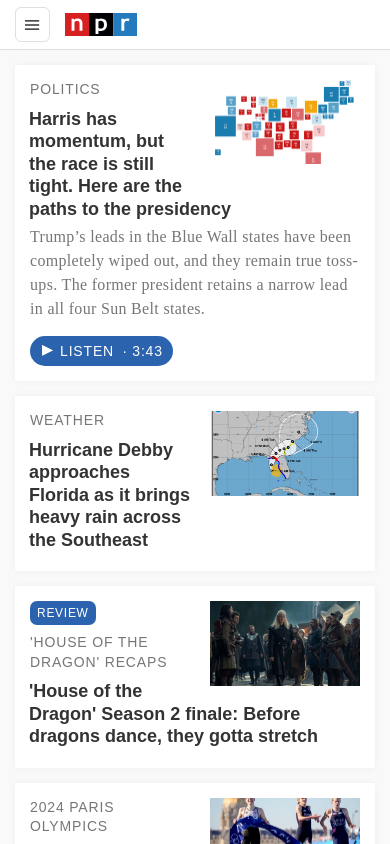 npr
POLITICS
Harris has
momentum, but
the race is still
tight. Here are the
paths to the presidency
Trump’s leads in the Blue Wall states have been
completely wiped out, and they remain true toss-
ups. The former president retains a narrow lead
in all four Sun Belt states.
LISTEN · 3:43
WEATHER
Hurricane Debby
approaches
Florida as it brings
heavy rain across
the Southeast
REVIEW
'HOUSE OF THE
DRAGON' RECAPS
'House of the
Dragon' Season 2 finale: Before
dragons dance, they gotta stretch
2024 PARIS
OLYMPICS